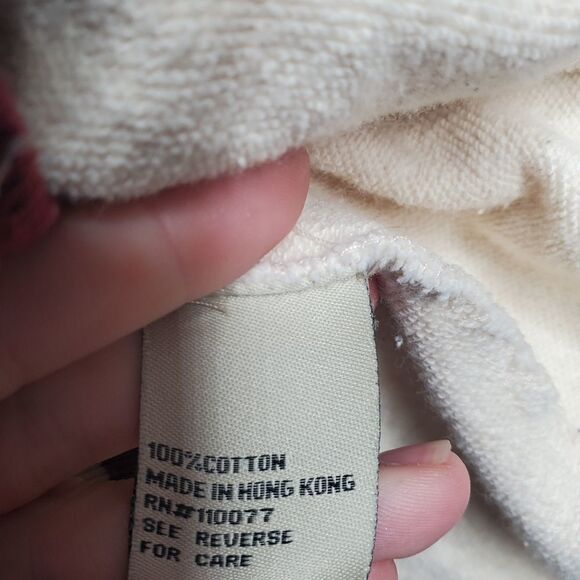 100%COTTON
MADE IN HONG KONG
RN#110077
SEE REVERSE
FOR CARE